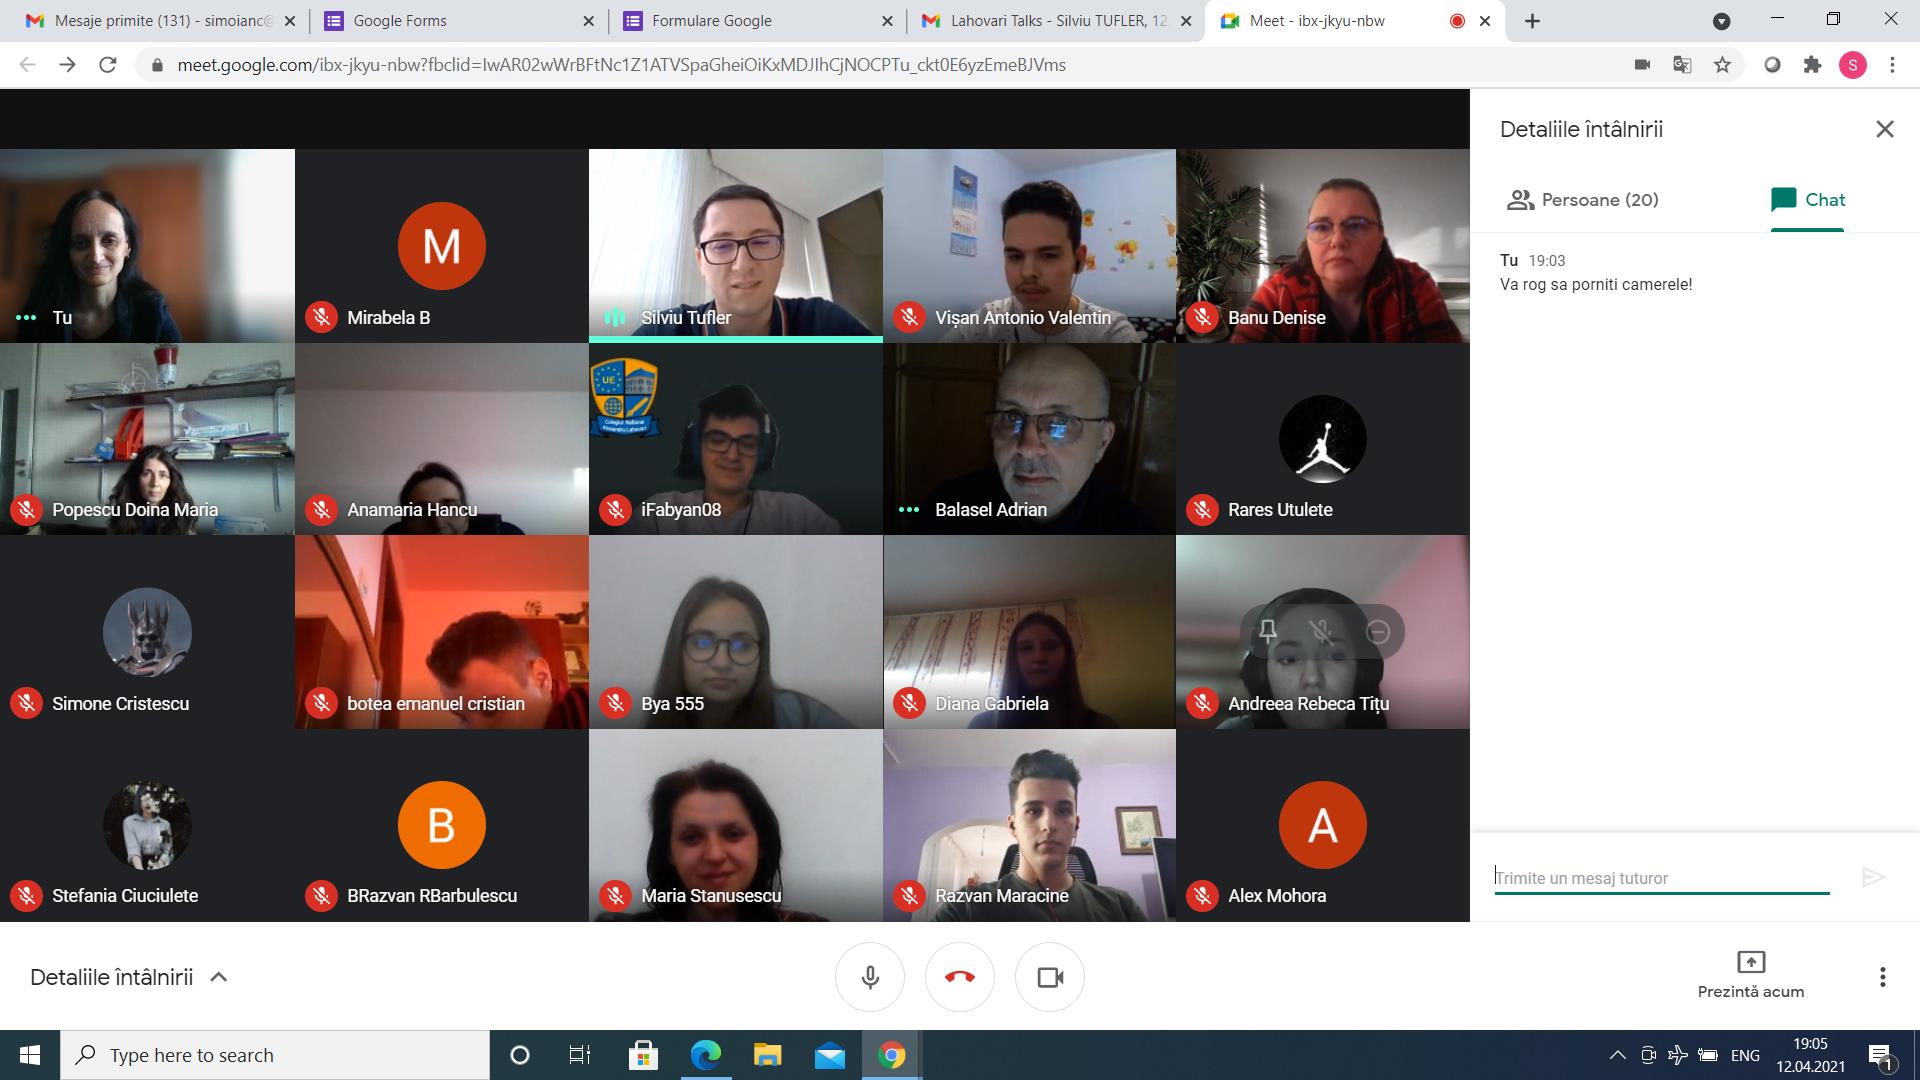 Mesaje primite (131) - simoianc@
Google Forms
Formulare Google
Lahovari Talks - Silviu TUFLER, 12
Meet - ibx-jkyu-nbw
meet.google.com/ibx-jkyu-nbw?fbclid=IwAR02wWrBFtNc1Z1ATVSpaGheiOiKxMDJIhCjNOCPTu_ckt0E6yzEmeBJVms
S
Detaliile întâlnirii
Persoane (20)
Chat
Tu 19:03
Va rog sa porniti camerele!
Tu
M
Mirabela B
Silviu Tufler
Vișan Antonio Valentin
Banu Denise
Popescu Doina Maria
Anamaria Hancu
UE
Colegiul Național
Alexandru Lahovari
iFabyan08
Balasel Adrian
Rares Utulete
Simone Cristescu
botea emanuel cristian
Bya 555
Diana Gabriela
Andreea Rebeca Tițu
Stefania Ciuciulete
B
BRazvan RBarbulescu
Maria Stanusescu
Razvan Maracine
A
Alex Mohora
Trimite un mesaj tuturor
Detaliile întâlnirii
Prezintă acum
Type here to search
ENG
19:05
12.04.2021
1